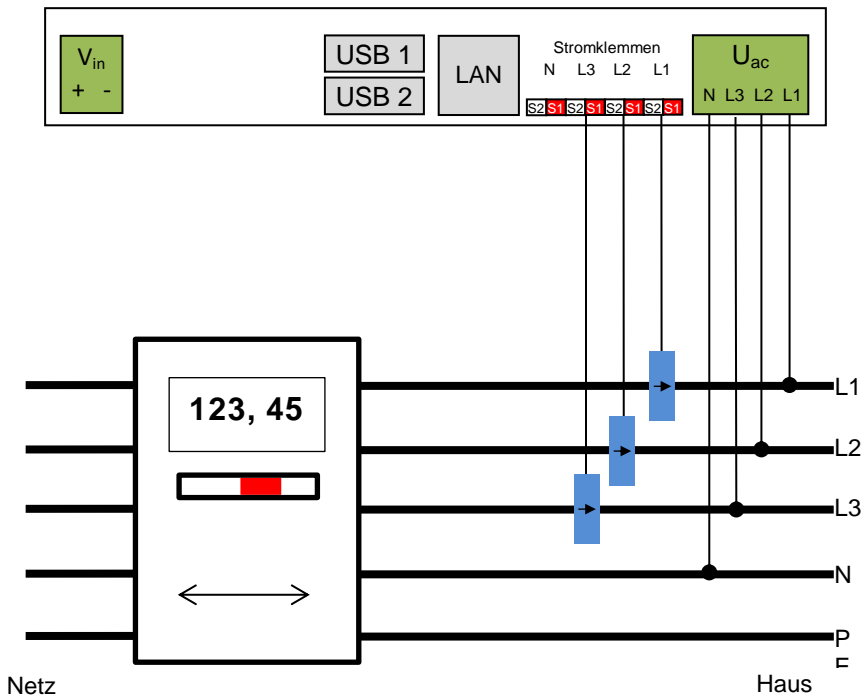 Vin
+ -
USB 1
USB 2
LAN
Stromklemmen
N L3 L2 L1
S2 S1 S2 S1 S2 S1 S2 S1
Uac
N L3 L2 L1
123, 45
L1
L2
L3
N
P
Netz
Haus